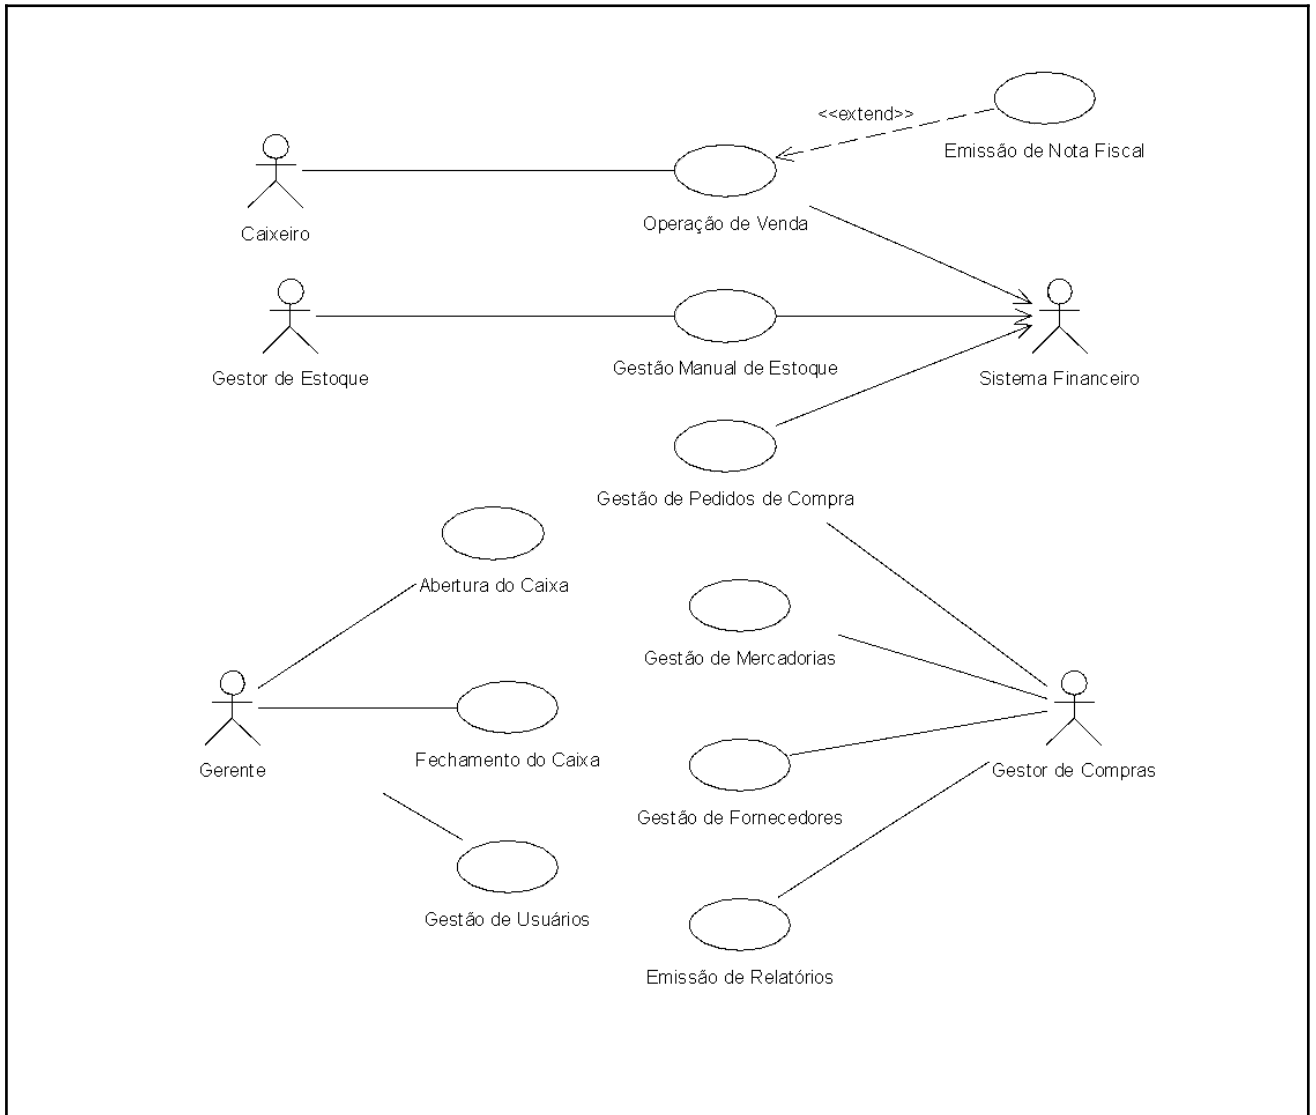 <<extend>>
Emissão de Nota Fiscal
Operação de Venda
Caixeiro
Gestão Manual de Estoque
Gestor de Estoque
Sistema Financeiro
Gestão de Pedidos de Compra
Abertura do Caixa
Gestão de Mercadorias
Fechamento do Caixa
Gerente
Gestor de Compras
Gestão de Fornecedores
Gestão de Usuários
Emissão de Relatórios